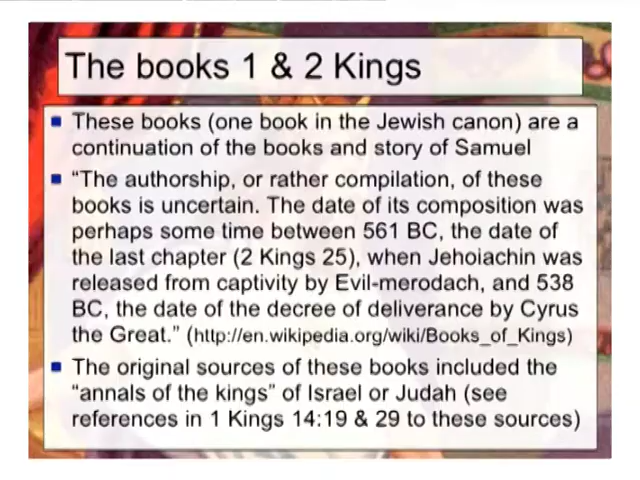 The books 1 & 2 Kings
These books (one book in the Jewish canon) are a
continuation of the books and story of Samuel
“The authorship, or rather compilation, of these
books is uncertain. The date of its composition was
perhaps some time between 561 BC, the date of
the last chapter (2 Kings 25), when Jehoiachin was
released from captivity by Evil-merodach, and 538
BC, the date of the decree of deliverance by Cyrus
the Great.” (http://en.wikipedia.org/wiki/Books_of_Kings)
The original sources of these books included the
“annals of the kings” of Israel or Judah (see
references in 1 Kings 14:19 & 29 to these sources)